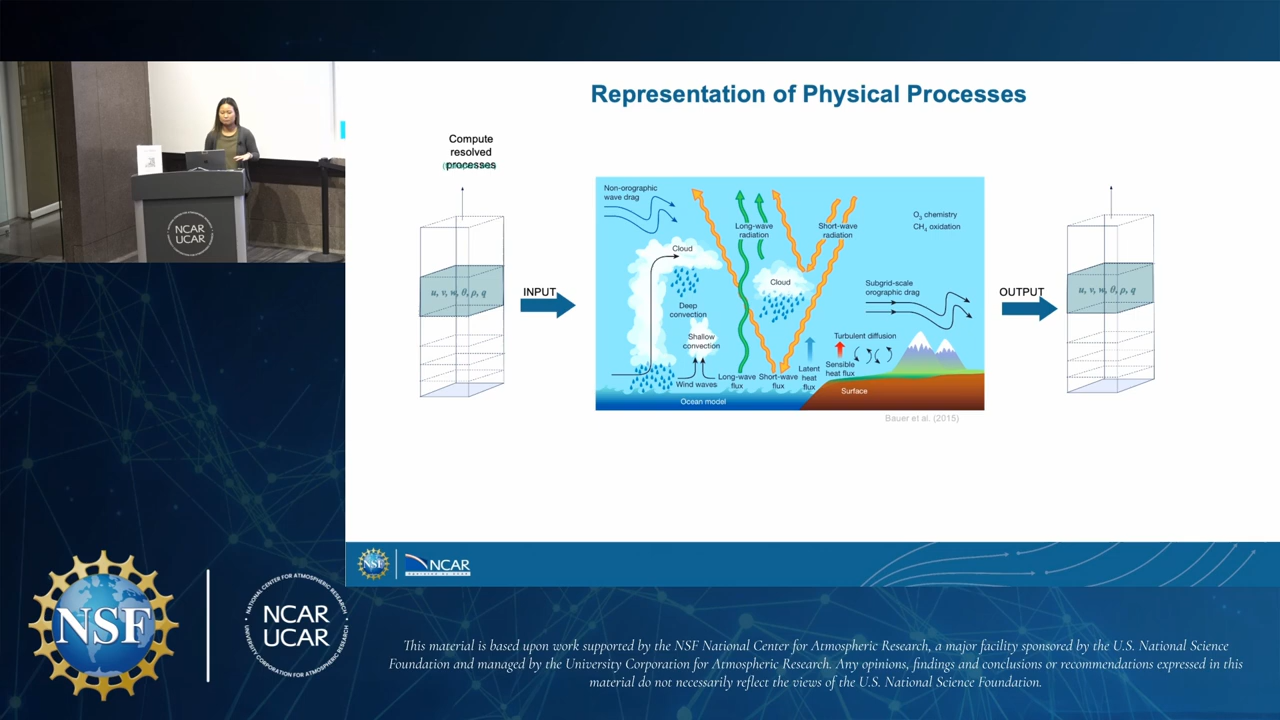 Representation of Physical Processes
Compute
resolved
processes
u, v, w, θ, ρ, q
INPUT
Non-orographic
wave drag
Cloud
Deep
convection
Shallow
convection
Wind waves
Long-wave
radiation
Cloud
Short-wave
radiation
O3 chemistry
CH4 oxidation
Subgrid-scale
orographic drag
Turbulent diffusion
Long-wave
flux
Short-wave
flux
Latent
heat
flux
Sensible
heat flux
Surface
Ocean model
Bauer et al. (2015)
OUTPUT
u, v, w, θ, ρ, q
NCAR
UCAR
NSF
NCAR
NSF
NATIONAL CENTER FOR ATMOSPHERIC RESEARCH
NCAR
UCAR
UNIVERSITY CORPORATION FOR ATMOSPHERIC RESEARCH
This material is based upon work supported by the NSF National Center for Atmospheric Research, a major facility sponsored by the U.S. National Science
Foundation and managed by the University Corporation for Atmospheric Research. Any opinions, findings and conclusions or recommendations expressed in this
material do not necessarily reflect the views of the U.S. National Science Foundation.